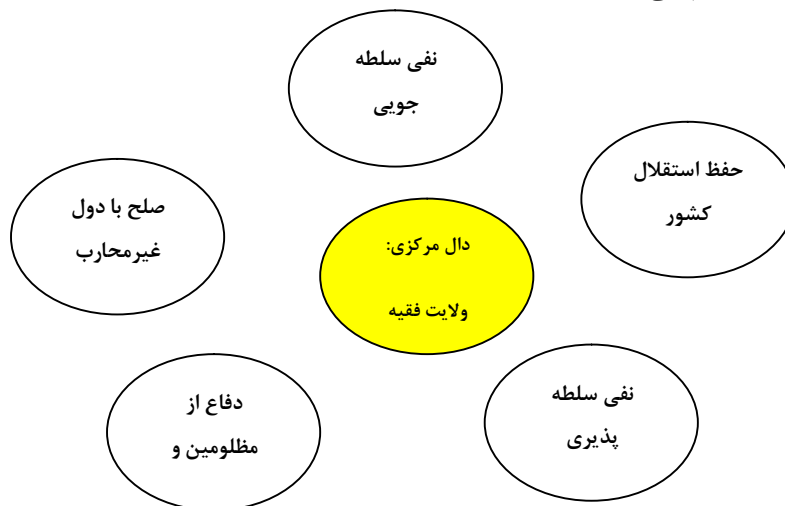 نفی سلطه
جویی
حفظ استقلال
کشور
صلح با دول
غیرمحارب
دال مرکزی:
ولایت فقیه
نفی سلطه
پذیری
دفاع از
مظلومین و